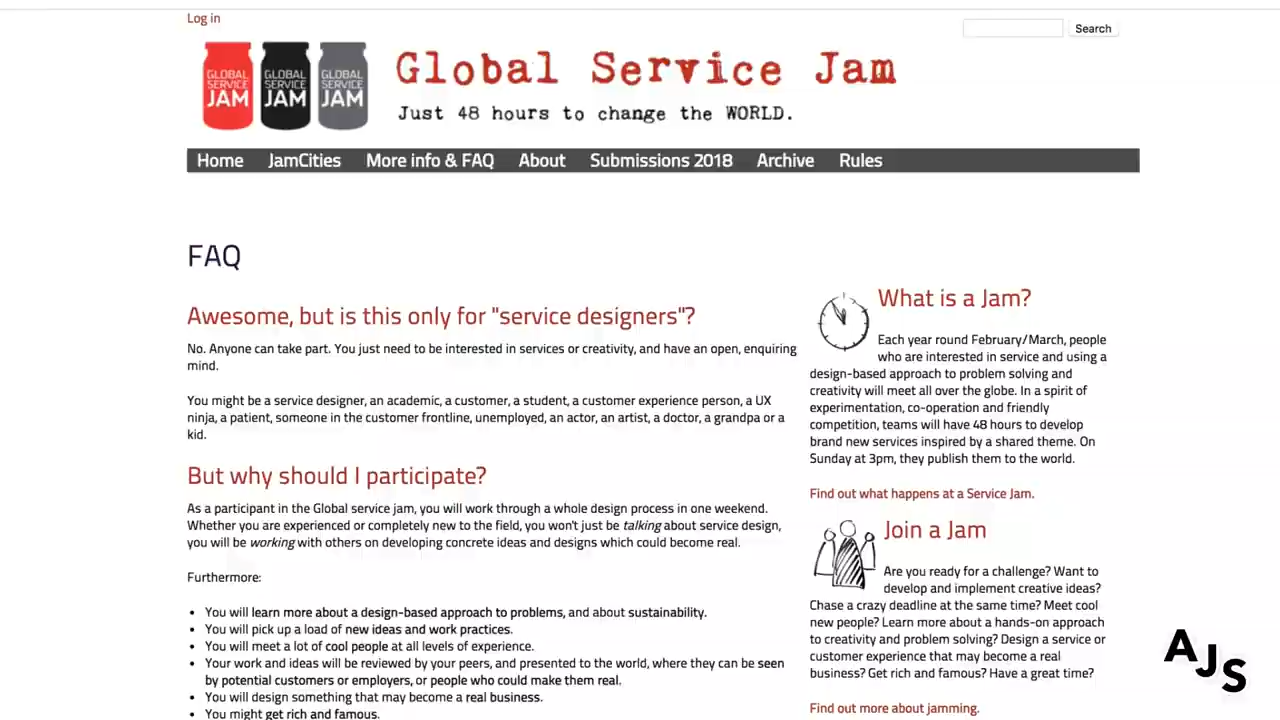 Log in
Search
GLOBAL SERVICE JAM
GLOBAL SERVICE JAM
GLOBAL SERVICE JAM
Global Service Jam
Just 48 hours to change the WORLD.
Home JamCities More info & FAQ About Submissions 2018 Archive Rules
FAQ
Awesome, but is this only for "service designers"?
No. Anyone can take part. You just need to be interested in services or creativity, and have an open, enquiring
mind.
You might be a service designer, an academic, a customer, a student, a customer experience person, a UX
ninja, a patient, someone in the customer frontline, unemployed, an actor, an artist, a doctor, a grandpa or a
kid.
But why should I participate?
As a participant in the Global service jam, you will work through a whole design process in one weekend.
Whether you are experienced or completely new to the field, you won't just be talking about service design,
you will be working with others on developing concrete ideas and designs which could become real.
Furthermore:
• You will learn more about a design-based approach to problems, and about sustainability.
• You will pick up a load of new ideas and work practices.
• You will meet a lot of cool people at all levels of experience.
• Your work and ideas will be reviewed by your peers, and presented to the world, where they can be seen
by potential customers or employers, or people who could make them real.
• You will design something that may become a real business.
• You might get rich and famous.
What is a Jam?
Each year round February/March, people
who are interested in service and using a
design-based approach to problem solving and
creativity will meet all over the globe. In a spirit of
experimentation, co-operation and friendly
competition, teams will have 48 hours to develop
brand new services inspired by a shared theme. On
Sunday at 3pm, they publish them to the world.
Find out what happens at a Service Jam.
Join a Jam
Are you ready for a challenge? Want to
develop and implement creative ideas?
Chase a crazy deadline at the same time? Meet cool
new people? Learn more about a hands-on approach
to creativity and problem solving? Design a service or
customer experience that may become a real
business? Get rich and famous? Have a great time?
Find out more about jamming.
AJS